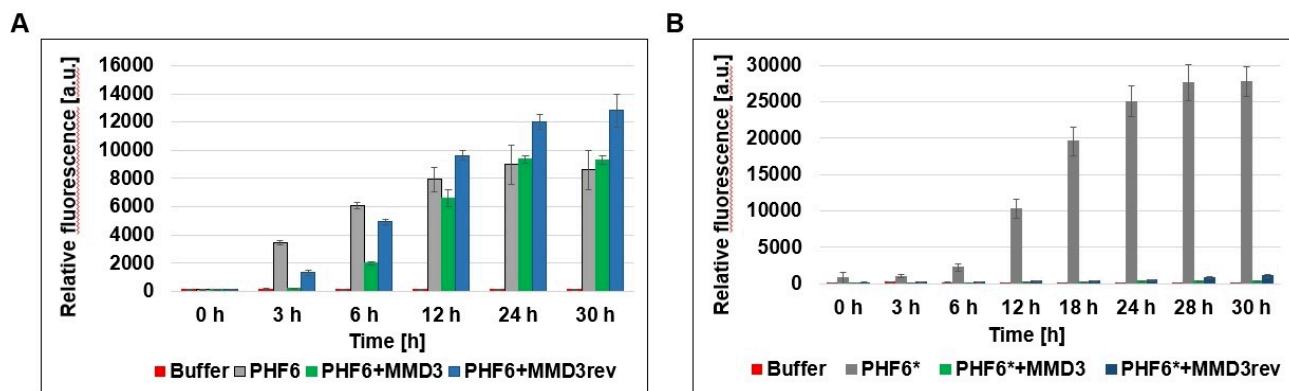 A
Relative fluorescence [a.u.]
16000
14000
12000
10000
8000
6000
4000
2000
0
0 h 3 h 6 h 12 h 24 h 30 h
Time [h]
Buffer PHF6 PHF6+MMD3 PHF6+MMD3rev
B
Relative fluorescence [a.u.]
30000
25000
20000
15000
10000
5000
0
0 h 3 h 6 h 12 h 18 h 24 h 28 h 30 h
Time [h]
Buffer PHF6* PHF6*+MMD3 PHF6*+MMD3rev